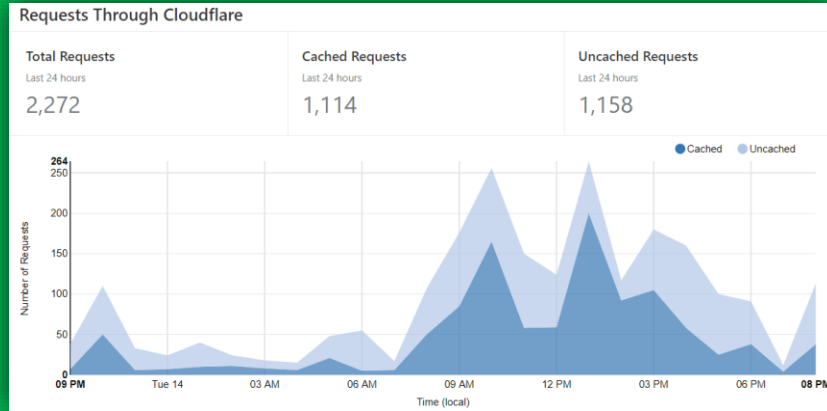 Requests Through Cloudflare
Total Requests
Last 24 hours
2,272
Cached Requests
Last 24 hours
1,114
Uncached Requests
Last 24 hours
1,158
Cached Uncached
264
250
200
150
100
50
0
Number of Requests
09 PM Tue 14 03 AM 06 AM 09 AM 12 PM 03 PM 06 PM 08 PM
Time (local)